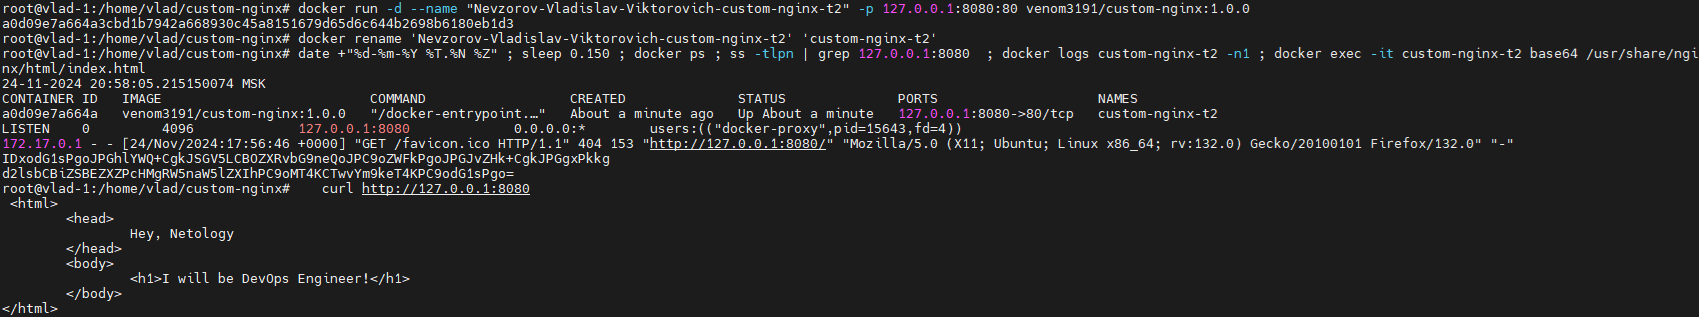 root@vlad-1:/home/vlad/custom-nginx# docker run -d --name "Nevzorov-Vladislav-Viktorovich-custom-nginx-t2" -p 127.0.0.1:8080:80 venom3191/custom-nginx:1.0.0
a0d09e7a664a3cbd1b7942a668930c45a8151679d65d6c644b2698b6180eb1d3
root@vlad-1:/home/vlad/custom-nginx# docker rename 'Nevzorov-Vladislav-Viktorovich-custom-nginx-t2' 'custom-nginx-t2'
root@vlad-1:/home/vlad/custom-nginx# date +"%d-%m-%Y %T.%N %Z" ; sleep 0.150 ; docker ps ; ss -tlpn | grep 127.0.0.1:8080  ; docker logs custom-nginx-t2 -n1 ; docker exec -it custom-nginx-t2 base64 /usr/share/ngi
nx/html/index.html
24-11-2024 20:58:05.215150074 MSK
CONTAINER ID   IMAGE                          COMMAND                  CREATED              STATUS              PORTS                    NAMES
a0d09e7a664a   venom3191/custom-nginx:1.0.0   "/docker-entrypoint.…"   About a minute ago   Up About a minute   127.0.0.1:8080->80/tcp   custom-nginx-t2
LISTEN    0         4096             127.0.0.1:8080             0.0.0.0:*        users:(("docker-proxy",pid=15643,fd=4))
172.17.0.1 - - [24/Nov/2024:17:56:46 +0000] "GET /favicon.ico HTTP/1.1" 404 153 "http://127.0.0.1:8080/" "Mozilla/5.0 (X11; Ubuntu; Linux x86_64; rv:132.0) Gecko/20100101 Firefox/132.0" "-"
IDxodG1sPgoJPGhlYWQ+CgkJSGV5LCBOZXRvbG9neQoJPC9oZWFkPgoJPGJvZHk+CgkJPGgxPkkg
d2lsbCBiZSBEZXZPcHMgRW5naW5lZXIhPC9oMT4KCTwvYm9keT4KPC9odG1sPgo=
root@vlad-1:/home/vlad/custom-nginx#    curl http://127.0.0.1:8080
 <html>
        <head>
                Hey, Netology
        </head>
        <body>
                <h1>I will be DevOps Engineer!</h1>
        </body>
</html>